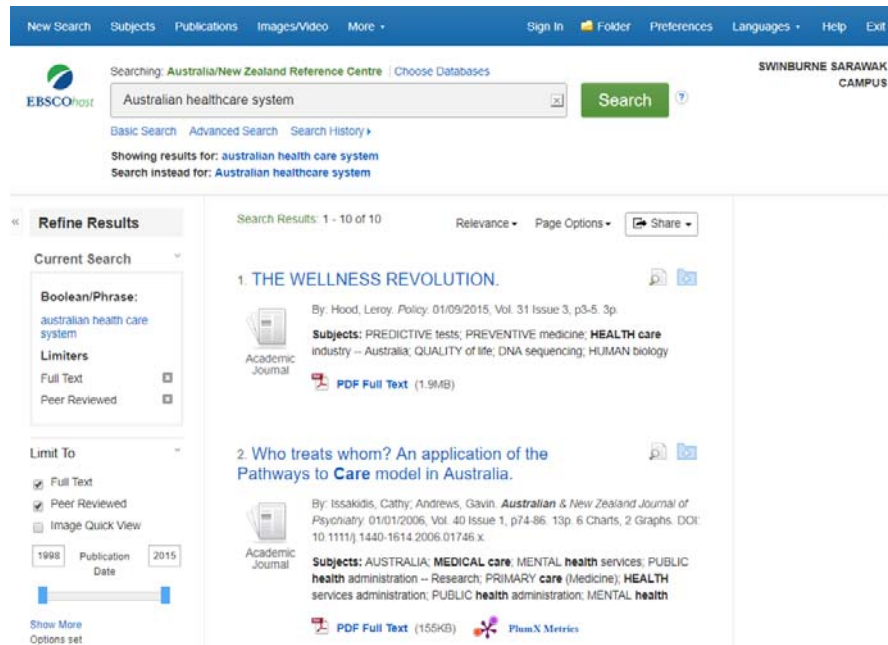 New Search Subjects Publications Images/Video More Sign In Folder Preferences Languages Help Exit
EBSCOhost
Searching: Australia/New Zealand Reference Centre Choose Databases
SWINBURNE SARAWAK
CAMPUS
Australian healthcare system
Search
Basic Search Advanced Search Search History
Showing results for: australian health care system
Search instead for: Australian healthcare system
Refine Results
Current Search
Boolean/Phrase:
australian health care
system
Limiters
Full Text
Peer Reviewed
Limit To
Full Text
Peer Reviewed
Image Quick View
1998 Publication Date 2015
Show More
Options set
Search Results: 1 - 10 of 10 Relevance Page Options Share
1. THE WELLNESS REVOLUTION.
Academic
Journal
By: Hood, Leroy. Policy. 01/09/2015, Vol. 31 Issue 3, p3-5. 3p.
Subjects: PREDICTIVE tests; PREVENTIVE medicine; HEALTH care
industry -- Australia; QUALITY of life; DNA sequencing; HUMAN biology
PDF Full Text (1.9MB)
2. Who treats whom? An application of the
Pathways to Care model in Australia.
Academic
Journal
By: Issakidis, Cathy; Andrews, Gavin. Australian & New Zealand Journal of
Psychiatry. 01/01/2006, Vol. 40 Issue 1, p74-86. 13p. 6 Charts, 2 Graphs. DOI:
10.1111/j.1440-1614.2006.01746.x.
Subjects: AUSTRALIA; MEDICAL care; MENTAL health services; PUBLIC
health administration -- Research; PRIMARY care (Medicine); HEALTH
services administration; PUBLIC health administration; MENTAL health
PDF Full Text (155KB) PlumX Metrics